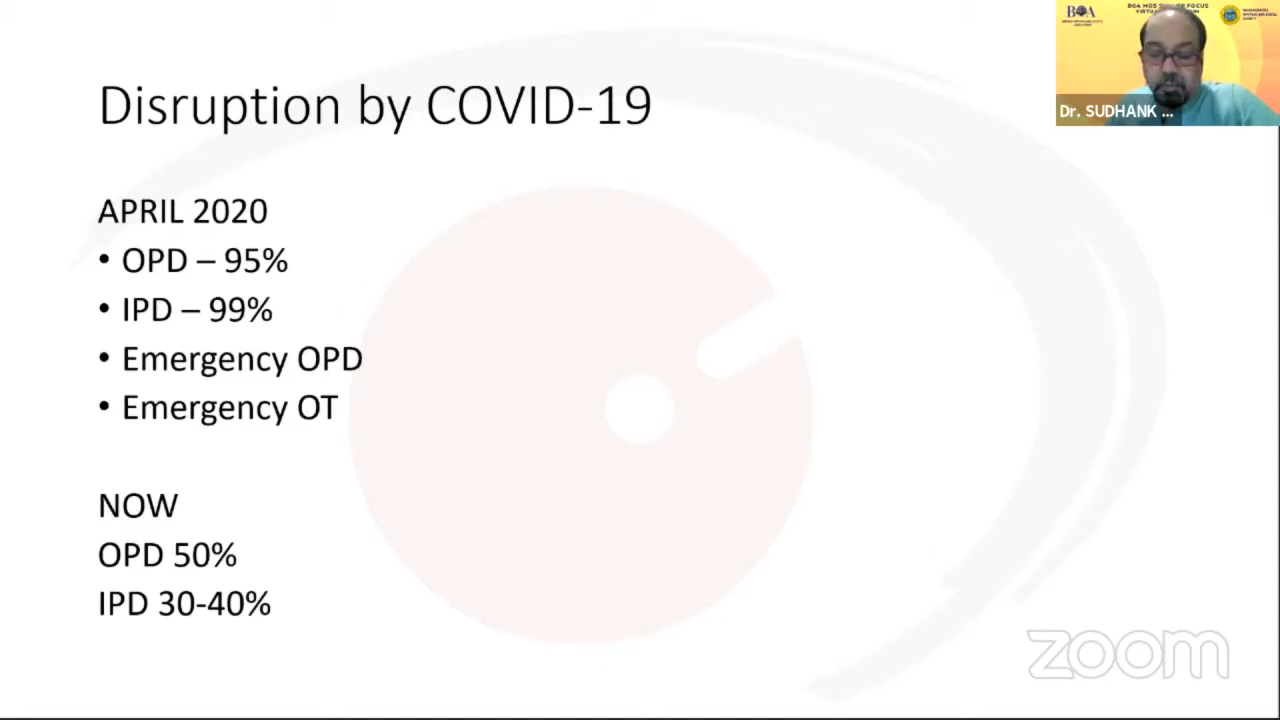 Disruption by COVID-19
APRIL 2020
• OPD – 95%
• IPD – 99%
• Emergency OPD
• Emergency OT
NOW
OPD 50%
IPD 30-40%
BOA
Dr. SUDHANK ...
zoom